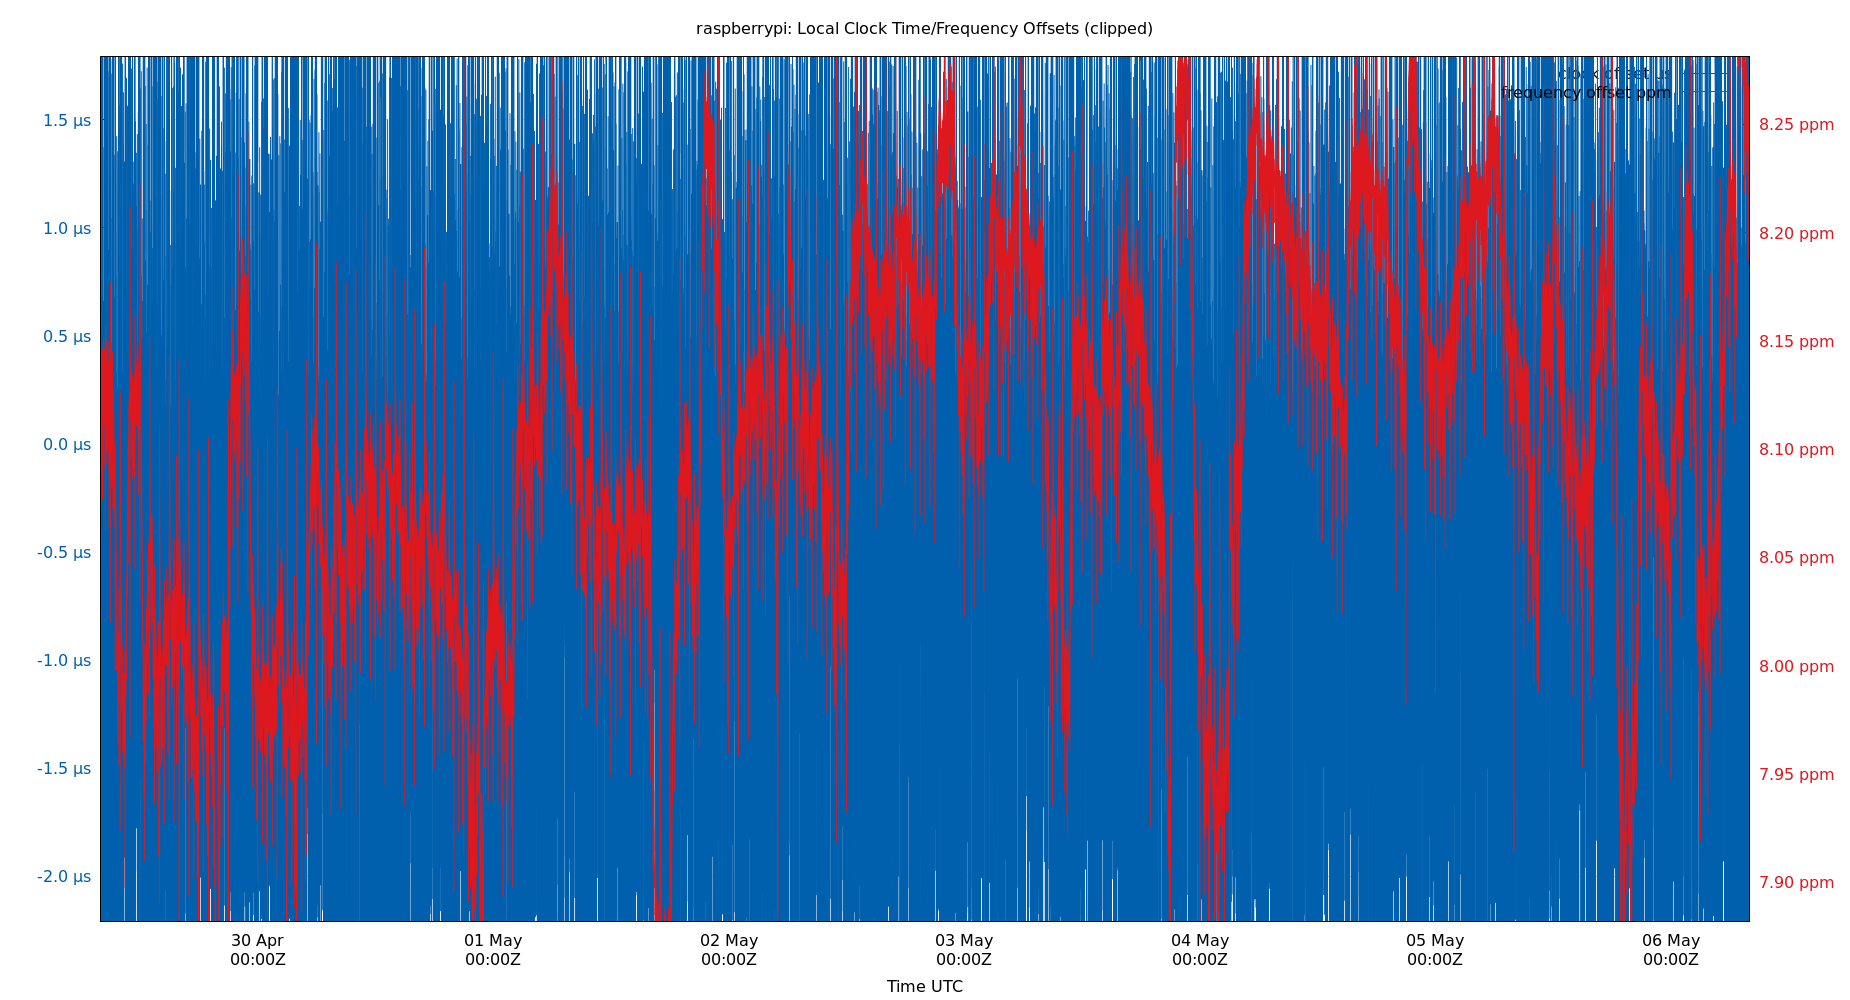 raspberrypi: Local Clock Time/Frequency Offsets (clipped)
clock offset µs
frequency offset ppm
1.5 µs
1.0 µs
0.5 µs
0.0 µs
-0.5 µs
-1.0 µs
-1.5 µs
-2.0 µs
8.25 ppm
8.20 ppm
8.15 ppm
8.10 ppm
8.05 ppm
8.00 ppm
7.95 ppm
7.90 ppm
30 Apr
00:00Z
01 May
00:00Z
02 May
00:00Z
03 May
00:00Z
04 May
00:00Z
05 May
00:00Z
06 May
00:00Z
Time UTC